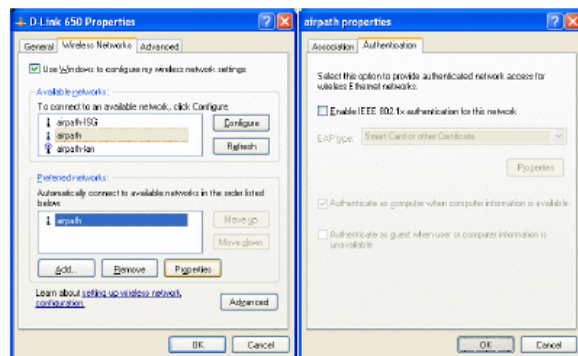 D-Link 650 Properties
General Wireless Networks Advanced
Use Windows to configure my wireless network settings
Available networks:
To connect to an available network, click Configure.
airpath-ISG
airpath
airpath-lan
Configure
Refresh
Preferred networks:
Automatically connect to available networks in the order listed
below:
airpath
Move up
Move down
Add... Remove Properties
Learn about setting up wireless network
configuration.
Advanced
OK Cancel
airpath properties
Association Authentication
Select this option to provide authenticated network access for
wireless Ethernet networks.
Enable IEEE 802.1x authentication for this network
EAP type: Smart Card or other Certificate
Properties
Authenticate as computer when computer information is available
Authenticate as guest when user or computer information is
unavailable
OK Cancel